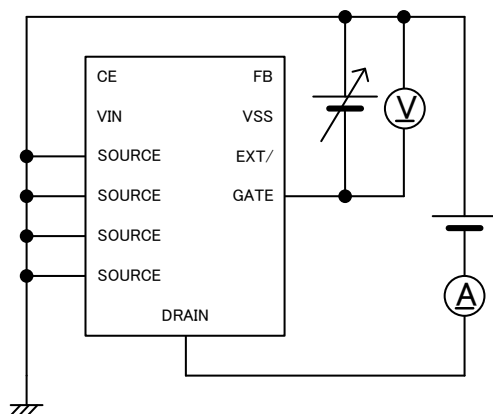 CE FB
VIN VSS
SOURCE EXT/
SOURCE GATE
SOURCE
SOURCE
DRAIN
V
A